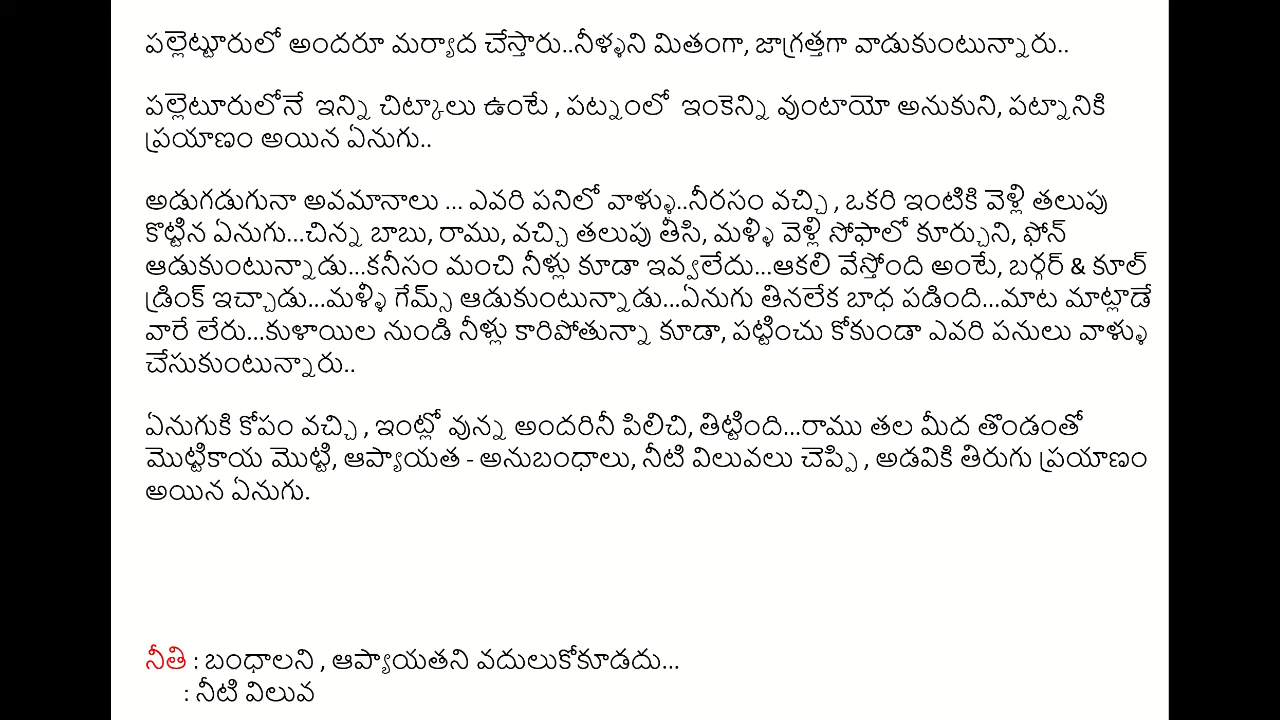 పల్లెట్టూరులో అందరూ మర్యాద చేస్తారు..నీళ్ళని మితంగా, జాగ్రత్తగా వాడుకుంటున్నారు..
పల్లెటూరులోనే ఇన్ని చిట్కాలు ఉంటే , పట్నంలో ఇంకెన్ని వుంటాయో అనుకుని, పట్నానికి
ప్రయాణం అయిన ఏనుగు..
అడుగడుగునా అవమానాలు ... ఎవరి పనిలో వాళ్ళు..నీరసం వచ్చి , ఒకరి ఇంటికి వెళ్లి తలుపు
కొట్టిన ఏనుగు...చిన్న బాబు, రాము, వచ్చి తలుపు తీసి, మళ్ళీ వెళ్లి సోఫాలో కూర్చుని, ఫోన్
ఆడుకుంటున్నాడు...కనీసం మంచి నీళ్లు కూడా ఇవ్వలేదు...ఆకలి వేస్తోంది అంటే, బర్గర్ & కూల్
డ్రింక్ ఇచ్చాడు...మళ్ళీ గేమ్స్ ఆడుకుంటున్నాడు...ఏనుగు తినలేక బాధ పడింది...మాట మాట్లాడే
వారే లేరు...కుళాయిల నుండి నీళ్లు కారిపోతున్నా కూడా, పట్టించు కోకుండా ఎవరి పనులు వాళ్ళు
చేసుకుంటున్నారు..
ఏనుగుకి కోపం వచ్చి , ఇంట్లో వున్న అందరినీ పిలిచి, తిట్టింది...రాము తల మీద తొండంతో
మొట్టికాయ మొట్టి, ఆప్యాయత - అనుబంధాలు, నీటి విలువలు చెప్పి , అడవికి తిరుగు ప్రయాణం
అయిన ఏనుగు.
నీతి : బంధాలని , ఆప్యాయతని వదులుకోకూడదు...
: నీటి విలువ